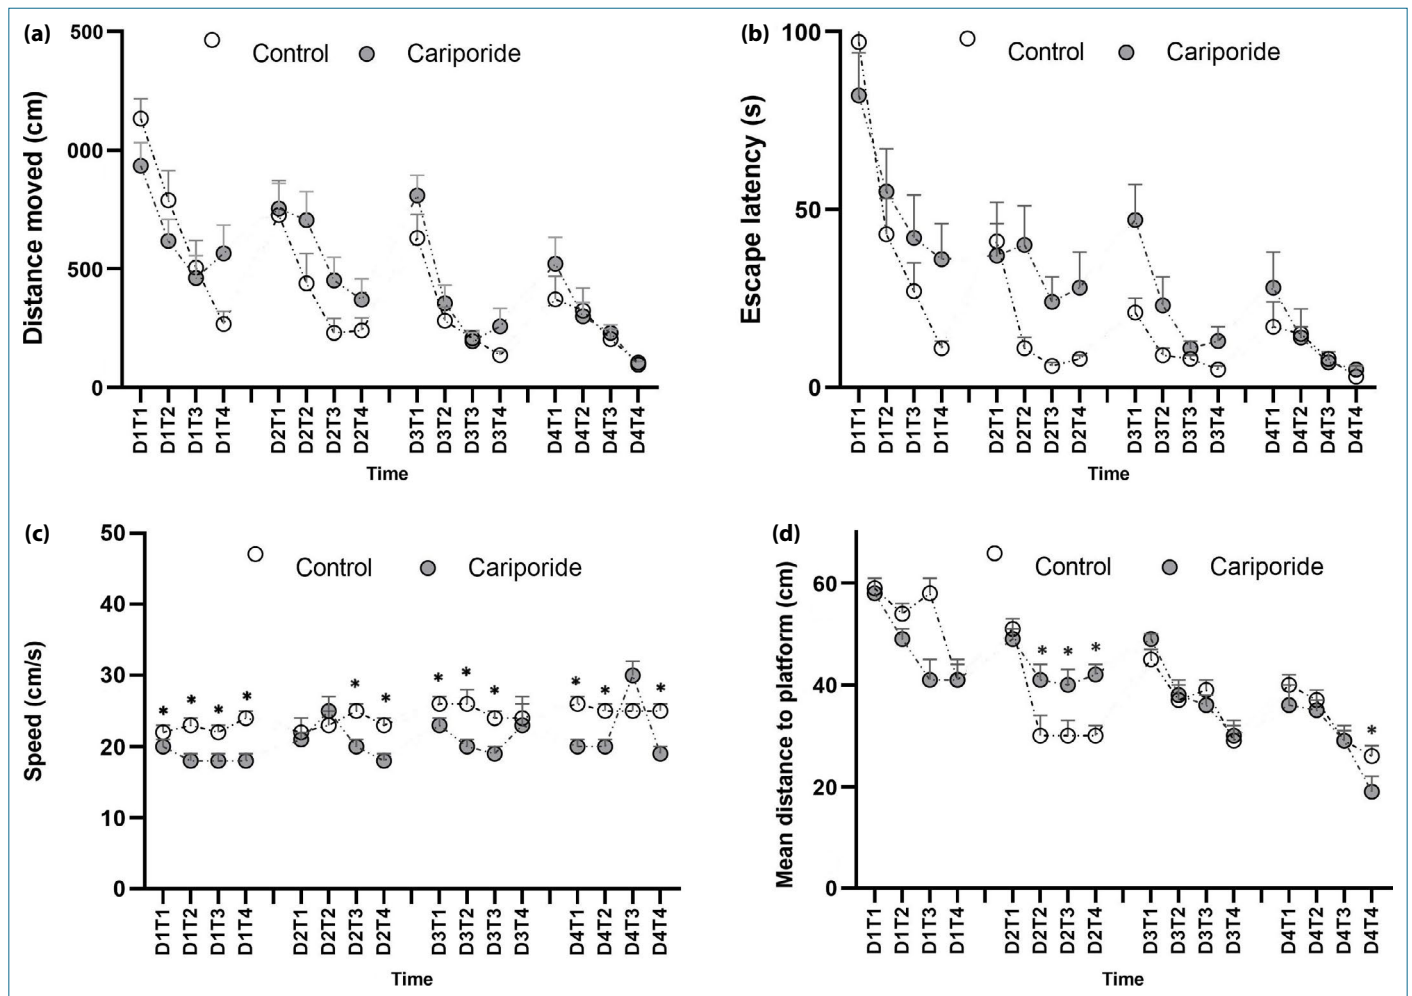 (a)
Control Cariporide
Distance moved (cm)
500
000
500
0
D1T1 D1T2 D1T3 D1T4 D2T1 D2T2 D2T3 D2T4 D3T1 D3T2 D3T3 D3T4 D4T1 D4T2 D4T3 D4T4
Time
(b)
Control Cariporide
Escape latency (s)
100
50
0
D1T1 D1T2 D1T3 D1T4 D2T1 D2T2 D2T3 D2T4 D3T1 D3T2 D3T3 D3T4 D4T1 D4T2 D4T3 D4T4
Time
(c)
Control Cariporide
Speed (cm/s)
50
40
30
20
10
0
* * * * * * * * * * * *
D1T1 D1T2 D1T3 D1T4 D2T1 D2T2 D2T3 D2T4 D3T1 D3T2 D3T3 D3T4 D4T1 D4T2 D4T3 D4T4
Time
(d)
Control Cariporide
Mean distance to platform (cm)
60
40
20
0
* * * *
D1T1 D1T2 D1T3 D1T4 D2T1 D2T2 D2T3 D2T4 D3T1 D3T2 D3T3 D3T4 D4T1 D4T2 D4T3 D4T4
Time